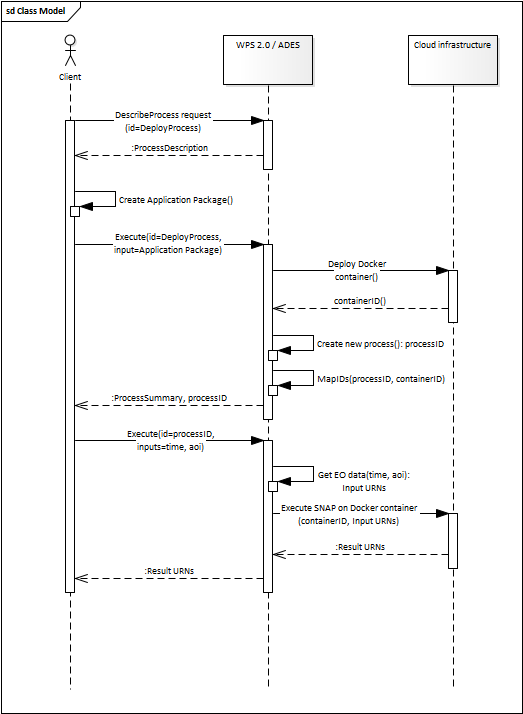 sd Class Model
WPS 2.0 / ADES
Cloud infrastructure
Client
DescribeProcess request
(id=DeployProcess)
:ProcessDescription
Create Application Package()
Execute(id=DeployProcess,
input=Application Package)
Deploy Docker
container()
containerID()
Create new process(): processID
MapIDs(processID, containerID)
:ProcessSummary, processID
Execute(id=processID,
inputs=time, aoi)
Get EO data(time, aoi):
Input URNs
Execute SNAP on Docker container
(containerID, Input URNs)
:Result URNs
:Result URNs